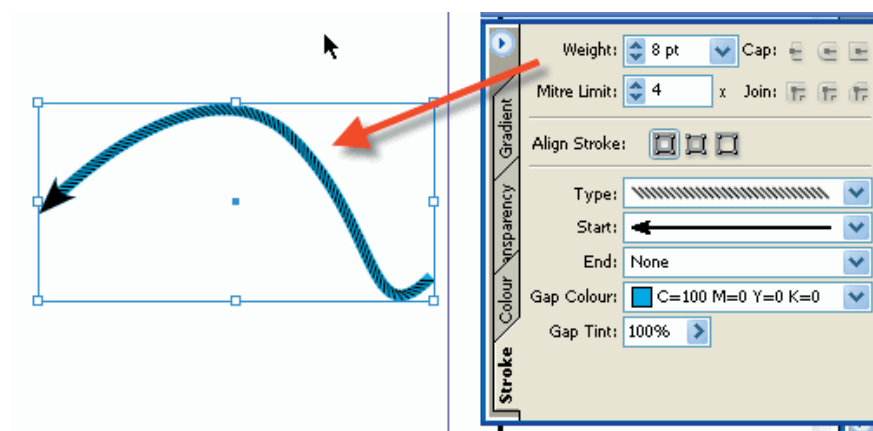 Weight: 8 pt Cap:
Mitre Limit: 4 x Join:
Align Stroke:
Type:
Start:
End: None
Gap Colour: C=100 M=0 Y=0 K=0
Gap Tint: 100%
Gradient
ansparency
Colour
Stroke